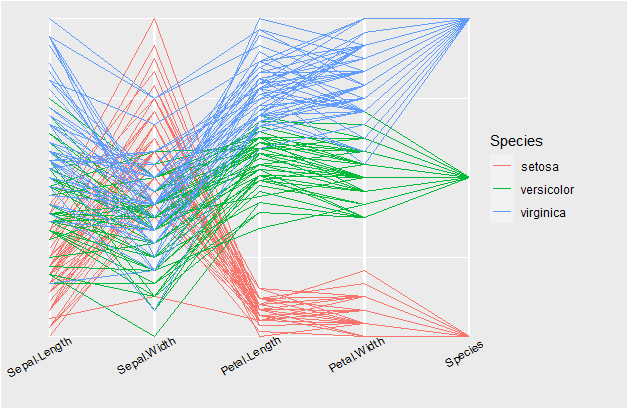 Species
setosa
versicolor
virginica
Sepal.Length
Sepal.Width
Petal.Length
Petal.Width
Species